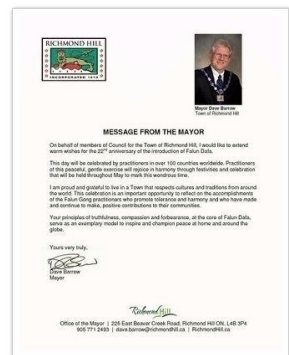 RICHMOND HILL
INCORPORATED 1873
Mayor Dave Barrow
Town of Richmond Hill
MESSAGE FROM THE MAYOR
On behalf of members of Council for the Town of Richmond Hill, I would like to extend
warm wishes for the 22nd anniversary of the introduction of Falun Dafa.
This day will be celebrated by practitioners in over 100 countries worldwide. Practitioners
of this peaceful, gentle exercise will rejoice in harmony through festivities and celebration
that will be held throughout May to mark this wondrous time.
I am proud and grateful to live in a Town that respects cultures and traditions from around
the world. This celebration is an important opportunity to reflect on the accomplishments
of the Falun Gong practitioners who promote tolerance and harmony and who have made
and continue to make, positive contributions to their communities.
Your principles of truthfulness, compassion and forbearance, at the core of Falun Dafa,
serve as an exemplary model to inspire and champion peace at home and around the
globe.
Yours very truly,
Dave Barrow
Mayor
Richmond Hill
Office of the Mayor | 225 East Beaver Creek Road, Richmond Hill ON, L4B 3P4
905 771 2493 | dave.barrow@richmondhill.ca | RichmondHill.ca